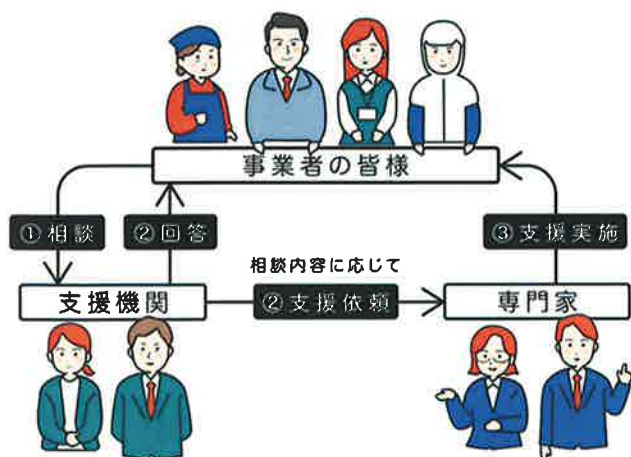 事業者の皆様
①相談
②回答
③支援実施
相談内容に応じて
支援機関
②支援依頼
専門家